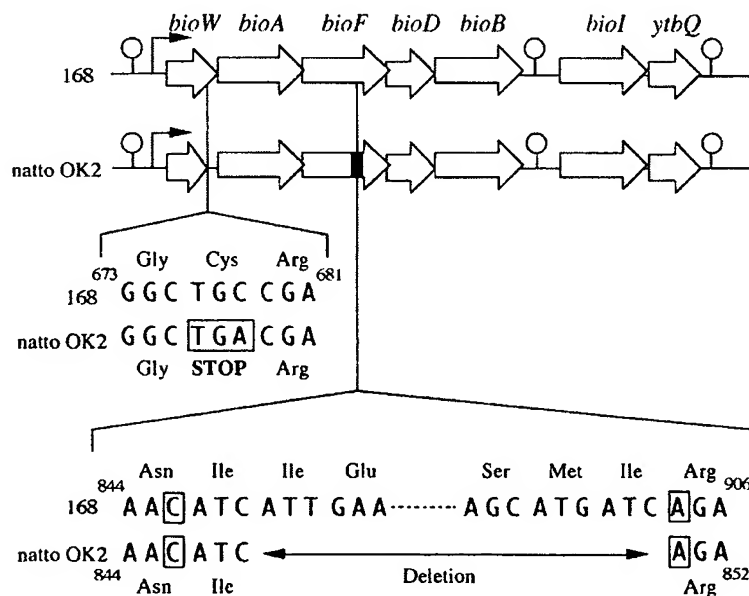 bioW bioA bioF bioD bioB bioI ytbQ
168
natto OK2
Gly Cys Arg
673 681
168 GGC TGC CGA
natto OK2 GGC TGA CGA
Gly STOP Arg
Asn Ile Ile Glu Ser Met Ile Arg
844 906
168 AAC ATC ATT GAA ........ AGC ATG ATC AGA
natto OK2 AAC ATC AGA
844 Deletion 852
Asn Ile Arg